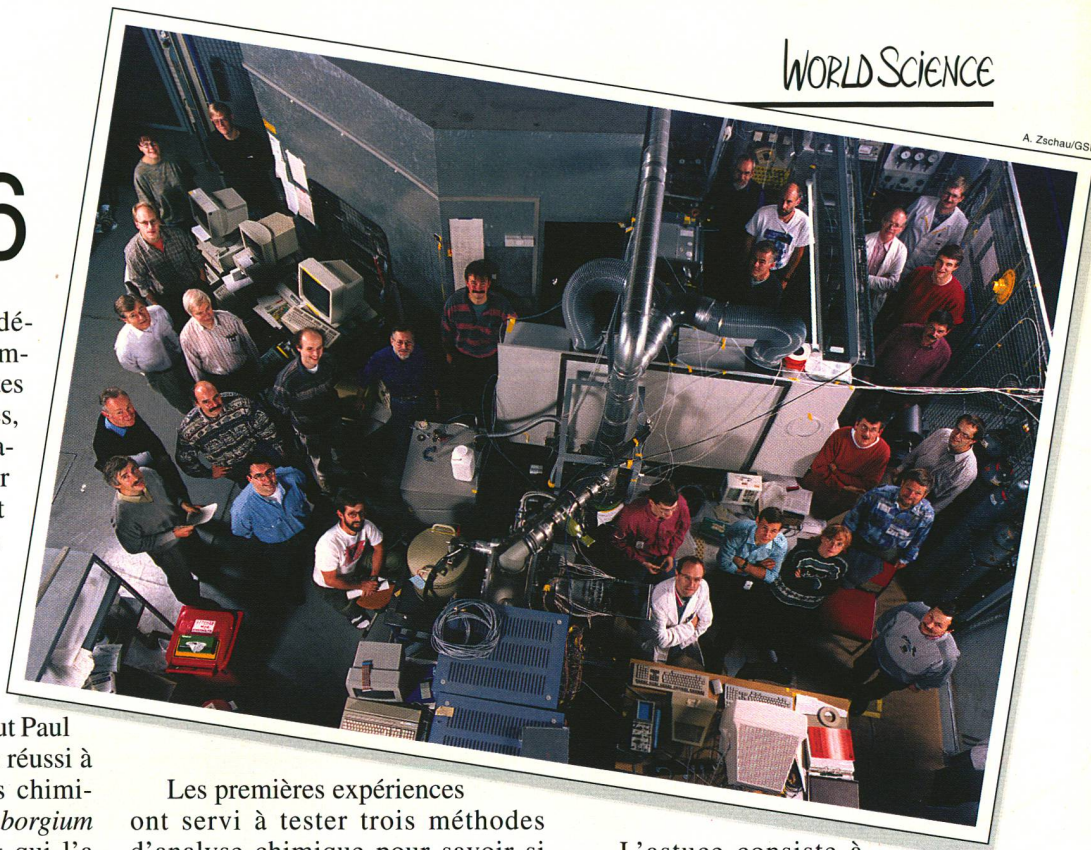 WORLD SCIENCE
A. Zschau/GSI
6
dé-
m-
tes
es,
a-
r
t
ut Paul
réussi à
s chimi-
borgium
qui l'a
Les premières expériences
ont servi à tester trois méthodes
d'analyse chimique pour savoir si
L'astuce consiste à